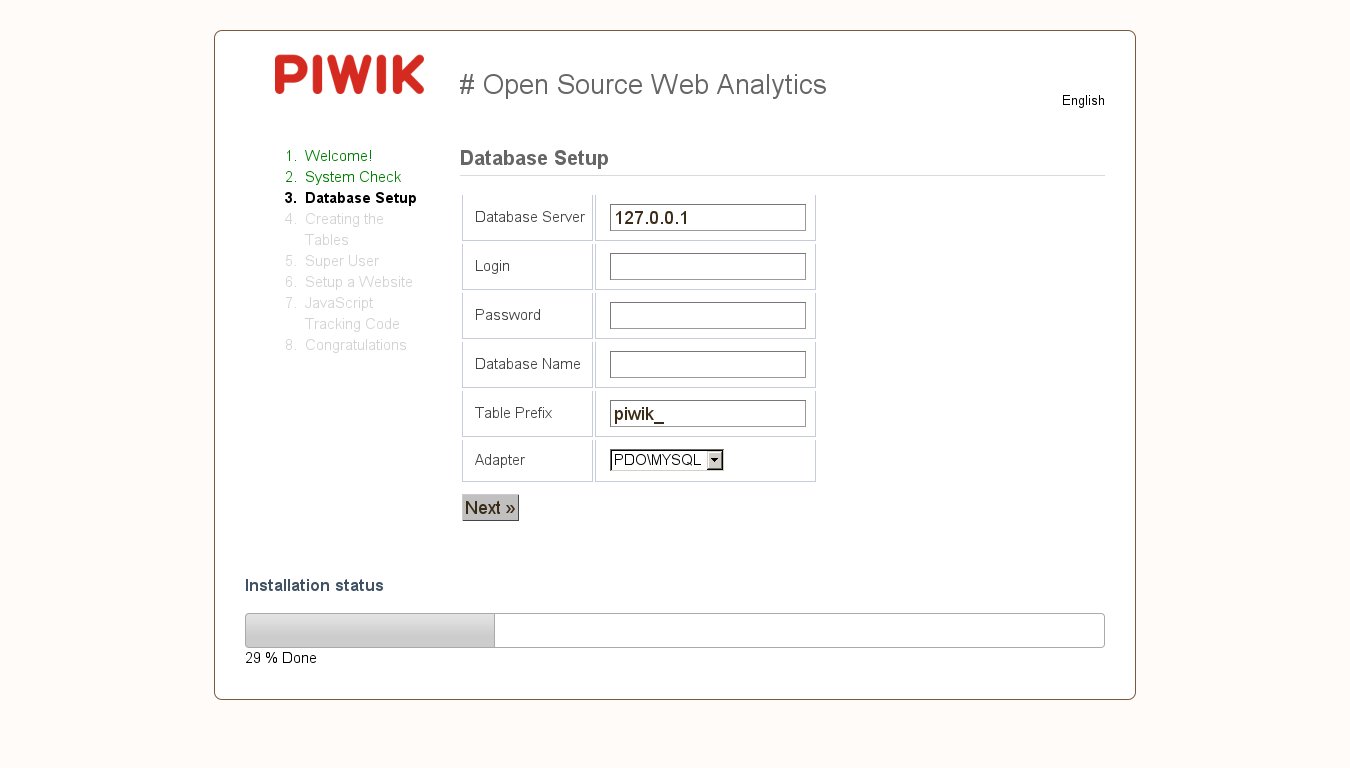 PIWIK # Open Source Web Analytics
English
1. Welcome!
2. System Check
3. Database Setup
4. Creating the
Tables
5. Super User
6. Setup a Website
7. JavaScript
Tracking Code
8. Congratulations
Database Setup
Database Server 127.0.0.1
Login
Password
Database Name
Table Prefix piwik_
Adapter PDO\MYSQL
Next »
Installation status
29 % Done